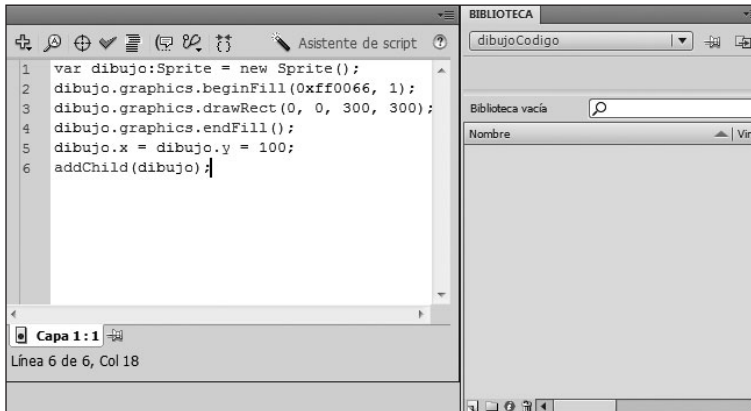 Asistente de script
1 var dibujo:Sprite = new Sprite();
2 dibujo.graphics.beginFill(0xff0066, 1);
3 dibujo.graphics.drawRect(0, 0, 300, 300);
4 dibujo.graphics.endFill();
5 dibujo.x = dibujo.y = 100;
6 addChild(dibujo);
Capa 1:1
Línea 6 de 6, Col 18
BIBLIOTECA
dibujoCodigo
Biblioteca vacía
Nombre